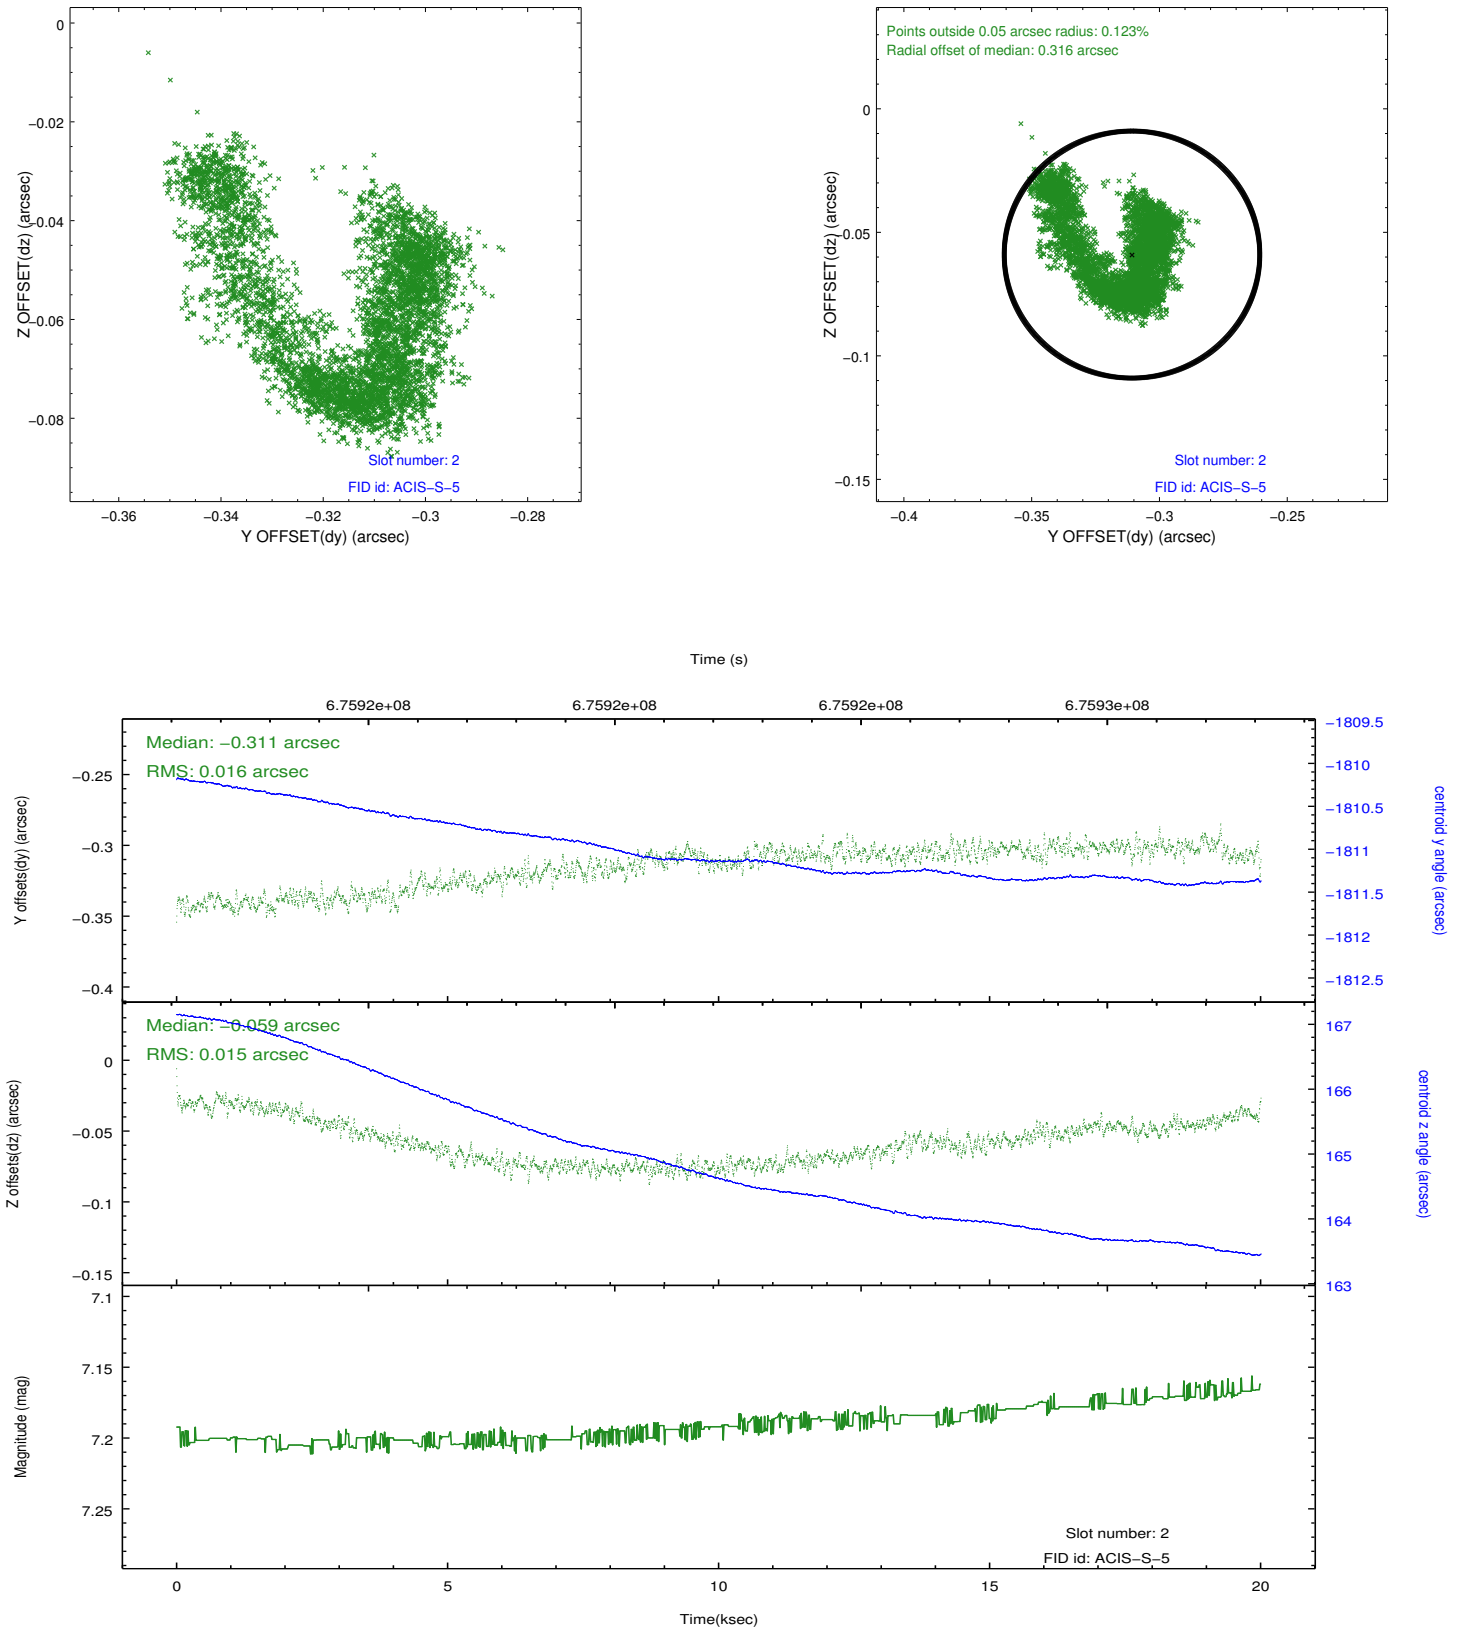 0
−0.02
−0.04
−0.06
−0.08
Z OFFSET(dz) (arcsec)
Slot number: 2
FID id: ACIS−S−5
−0.36
−0.34
−0.32
−0.3
−0.28
Y OFFSET(dy) (arcsec)
Points outside 0.05 arcsec radius: 0.123%
Radial offset of median: 0.316 arcsec
0
−0.05
−0.1
−0.15
Z OFFSET(dz) (arcsec)
Slot number: 2
FID id: ACIS−S−5
−0.4
−0.35
−0.3
−0.25
Y OFFSET(dy) (arcsec)
Time (s)
6.7592e+08
6.7592e+08
6.7592e+08
6.7593e+08
Median: −0.311 arcsec
RMS: 0.016 arcsec
−0.25
−0.3
−0.35
−0.4
Y offsets(dy) (arcsec)
−1809.5
−1810
−1810.5
−1811
−1811.5
−1812
−1812.5
centroid y angle (arcsec)
Median: −0.059 arcsec
RMS: 0.015 arcsec
0
−0.05
−0.1
−0.15
Z offsets(dz) (arcsec)
167
166
165
164
163
centroid z angle (arcsec)
7.1
7.15
7.2
7.25
Magnitude (mag)
Slot number: 2
FID id: ACIS−S−5
0
5
10
15
20
Time(ksec)